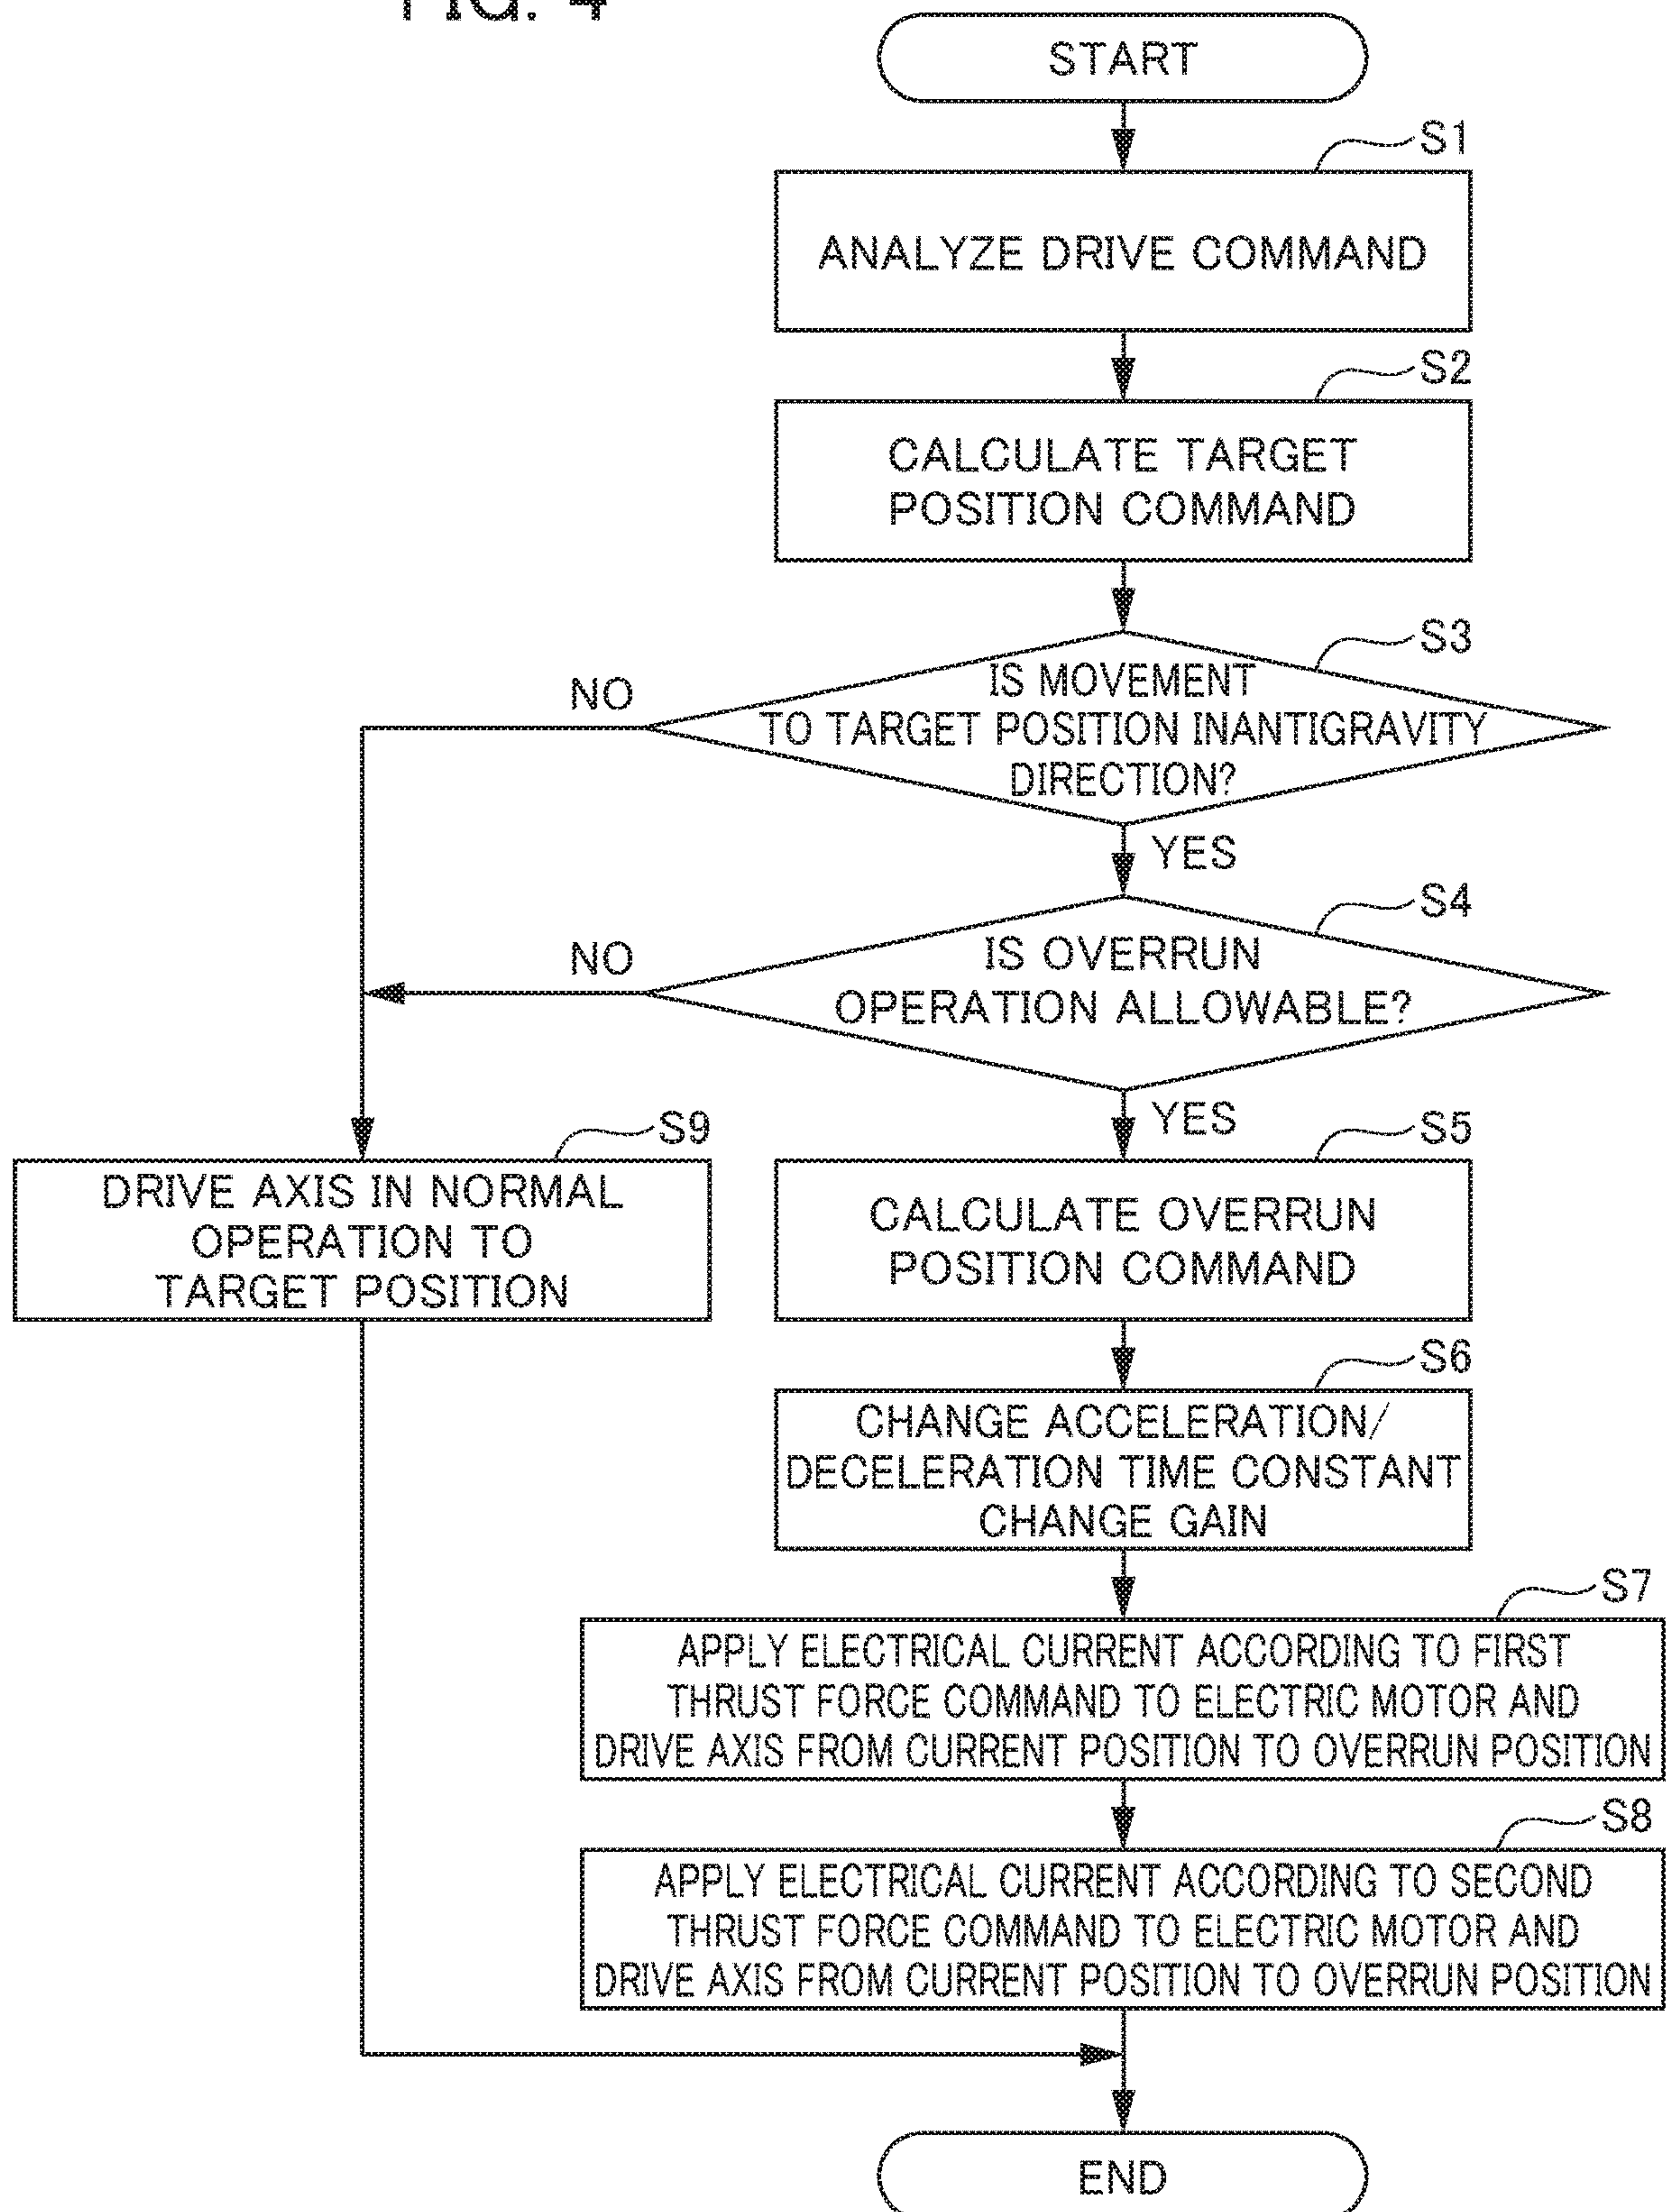 FIG. 4
START
S1
ANALYZE DRIVE COMMAND
S2
CALCULATE TARGET
POSITION COMMAND
S3
IS MOVEMENT
TO TARGET POSITION INANTIGRAVITY
DIRECTION?
NO
YES
S4
IS OVERRUN
OPERATION ALLOWABLE?
NO
YES
S9
DRIVE AXIS IN NORMAL
OPERATION TO
TARGET POSITION
S5
CALCULATE OVERRUN
POSITION COMMAND
S6
CHANGE ACCELERATION/
DECELERATION TIME CONSTANT
CHANGE GAIN
S7
APPLY ELECTRICAL CURRENT ACCORDING TO FIRST
THRUST FORCE COMMAND TO ELECTRIC MOTOR AND
DRIVE AXIS FROM CURRENT POSITION TO OVERRUN POSITION
S8
APPLY ELECTRICAL CURRENT ACCORDING TO SECOND
THRUST FORCE COMMAND TO ELECTRIC MOTOR AND
DRIVE AXIS FROM CURRENT POSITION TO OVERRUN POSITION
END